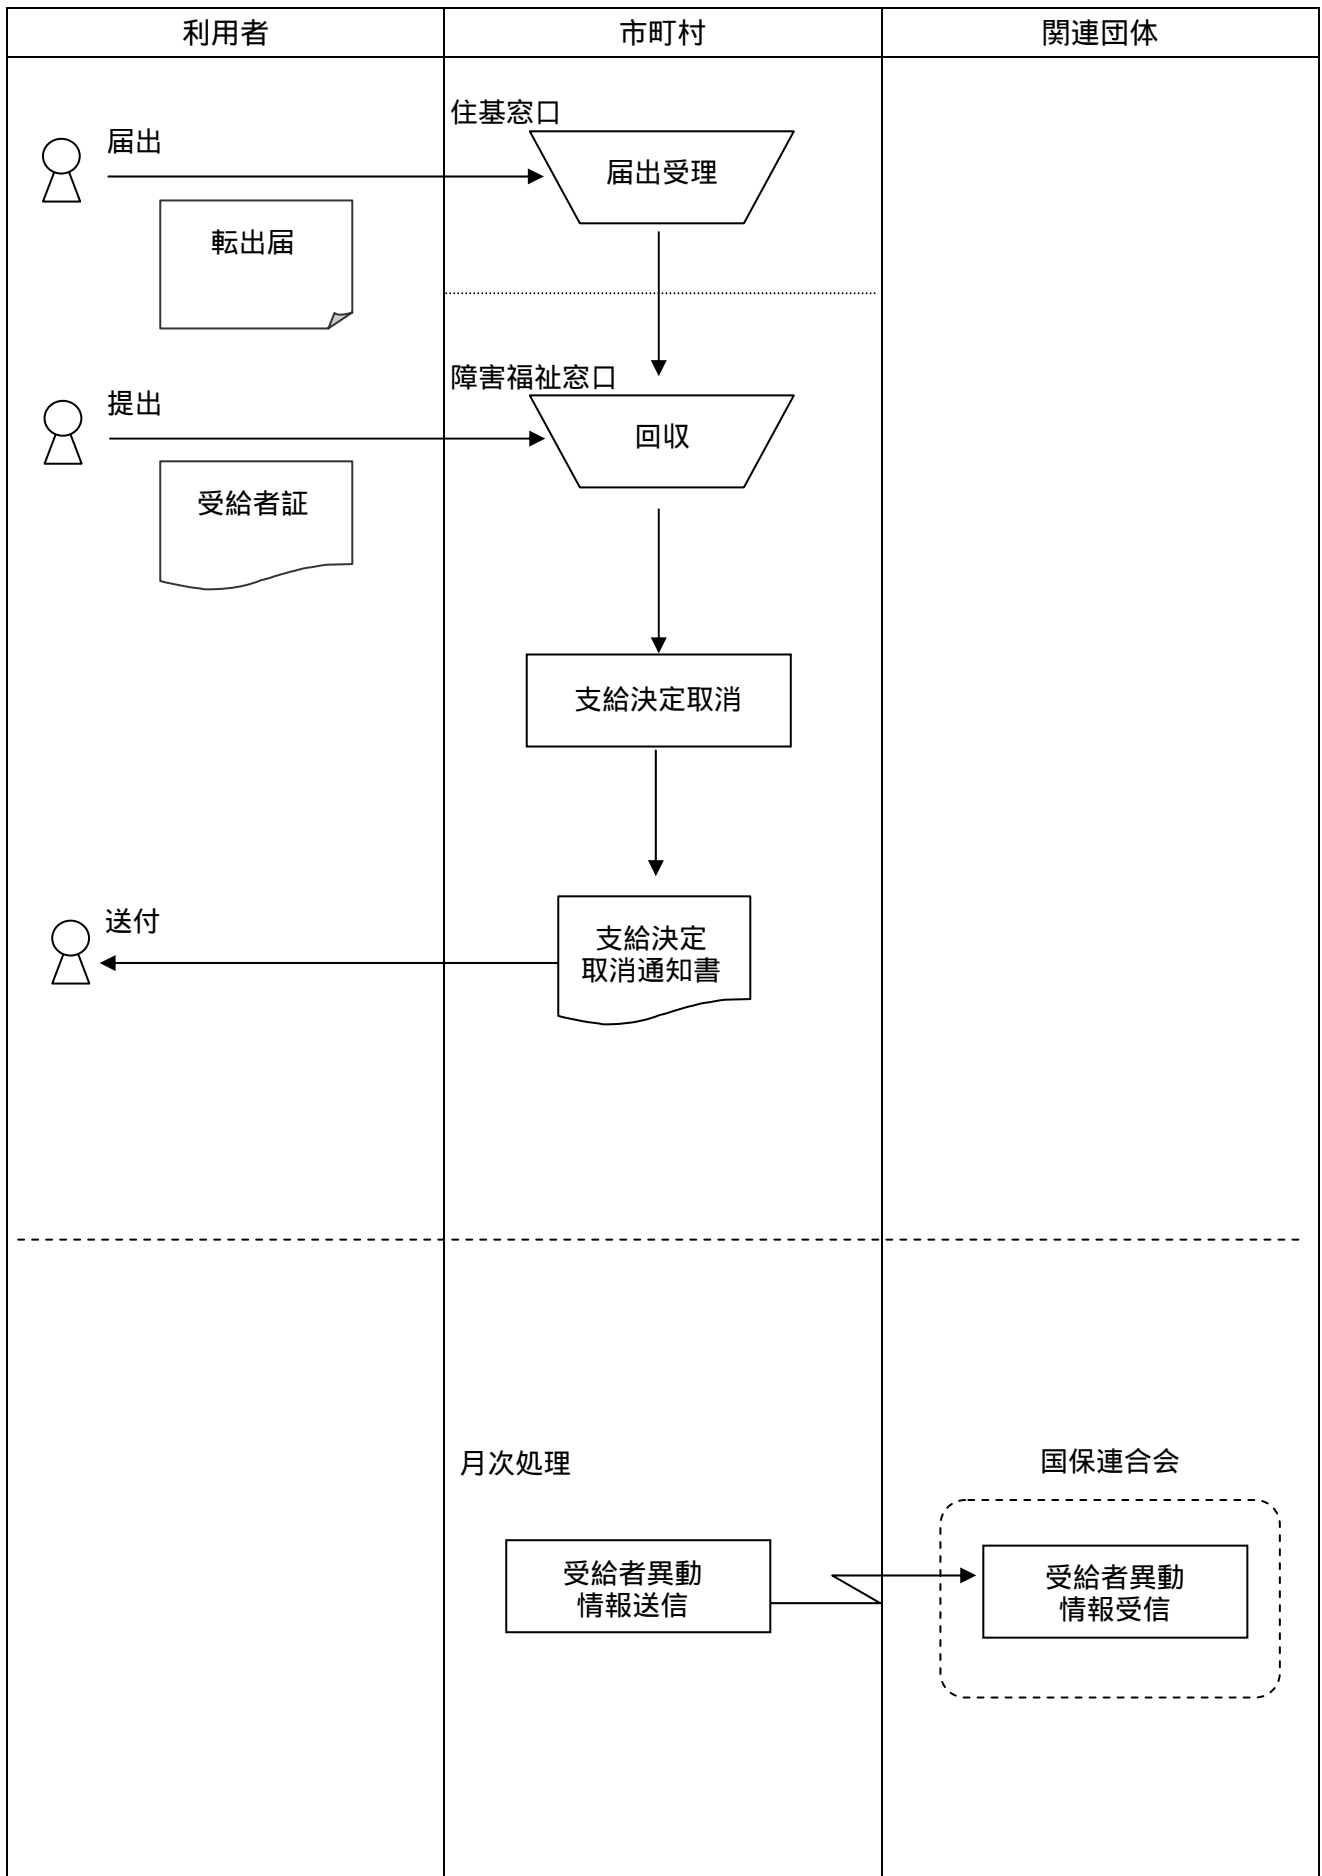 利用者
市町村
関連団体
住基窓口
届出
届出受理
転出届
障害福祉窓口
提出
回収
受給者証
支給決定取消
送付
支給決定
取消通知書
月次処理
国保連合会
受給者異動
情報送信
受給者異動
情報受信